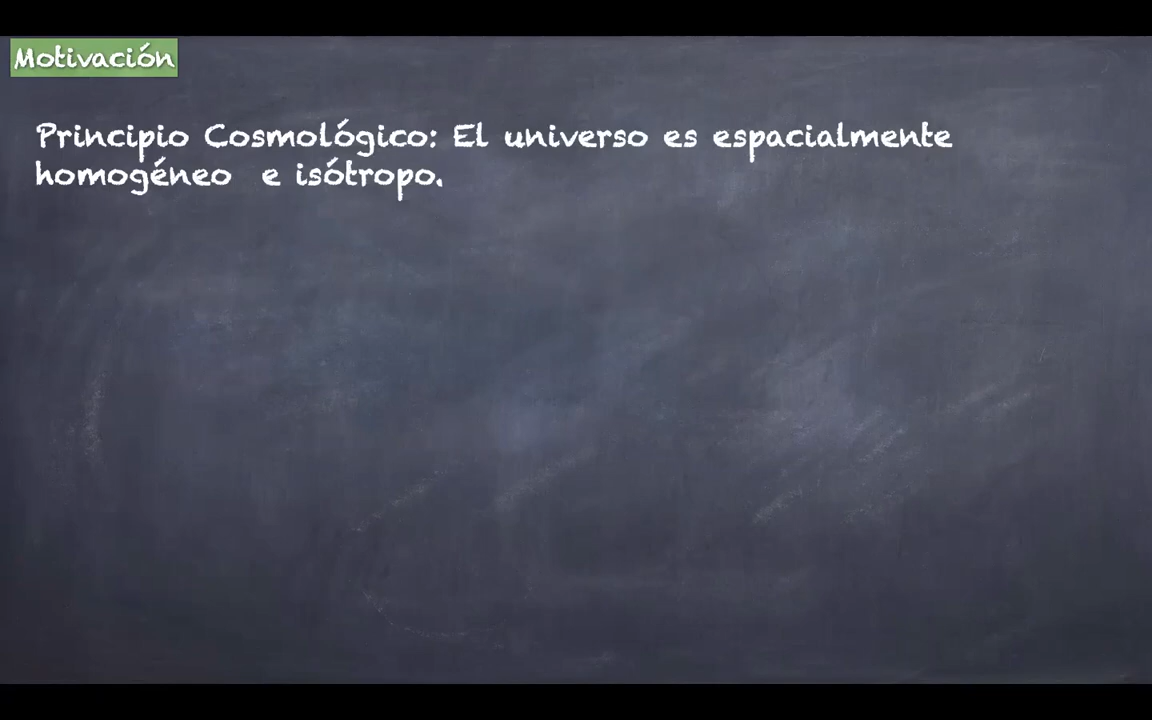 Motivación
Principio Cosmológico: El universo es espacialmente
homogéneo e isótropo.